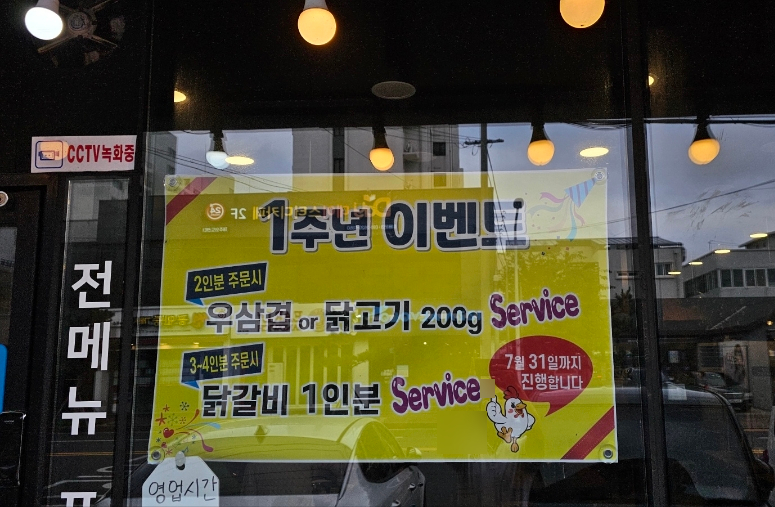 CCTV녹화중
전메뉴
1주년 이벤트
2인분 주문시
우삼겹 or 닭고기 200g Service
3~4인분 주문시
닭갈비 1인분 Service
7월 31일까지
진행합니다
영업시간